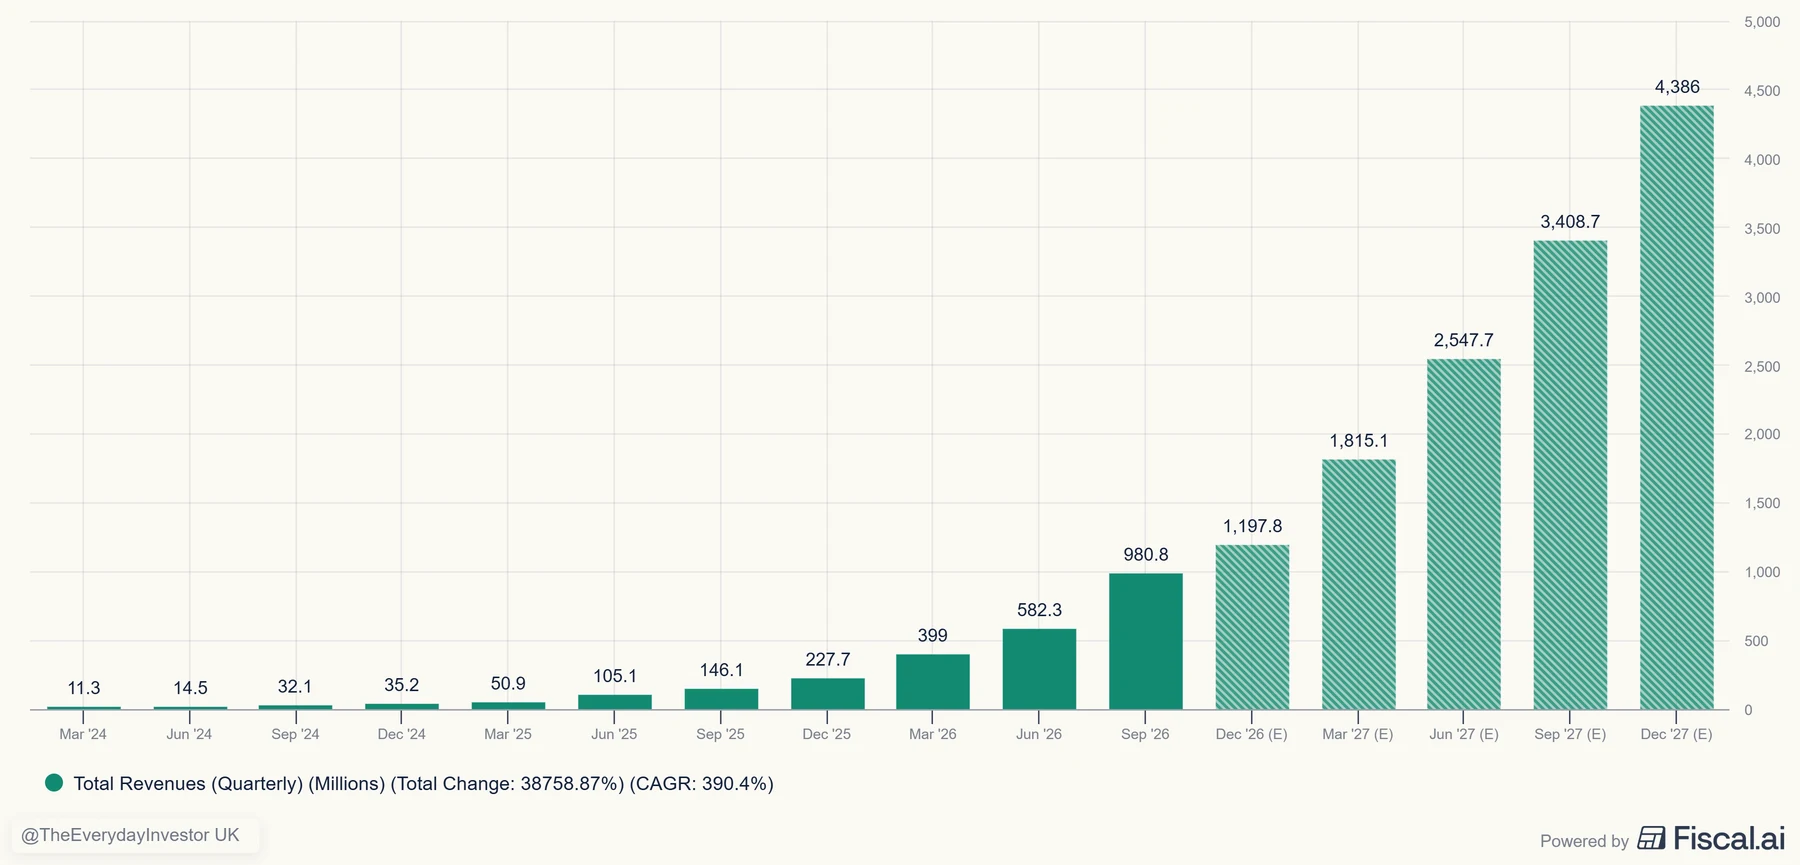 5,000
4,500
4,000
3,500
3,000
2,500
2,000
1,500
1,000
500
0
11.3
14.5
32.1
35.2
50.9
105.1
146.1
227.7
399
582.3
980.8
1,197.8
1,815.1
2,547.7
3,408.7
4,386
Mar '24
Jun '24
Sep '24
Dec '24
Mar '25
Jun '25
Sep '25
Dec '25
Mar '26
Jun '26
Sep '26
Dec '26 (E)
Mar '27 (E)
Jun '27 (E)
Sep '27 (E)
Dec '27 (E)
Total Revenues (Quarterly) (Millions) (Total Change: 38758.87%) (CAGR: 390.4%)
@TheEverydayInvestor UK
Powered by Fiscal.ai